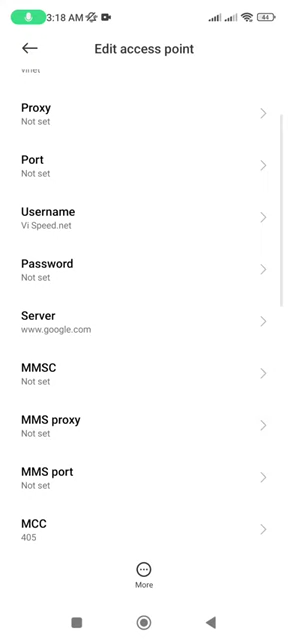 3:18 AM
44
Edit access point
Proxy
Not set
Port
Not set
Username
Vi Speed.net
Password
Not set
Server
www.google.com
MMSC
Not set
MMS proxy
Not set
MMS port
Not set
MCC
405
More